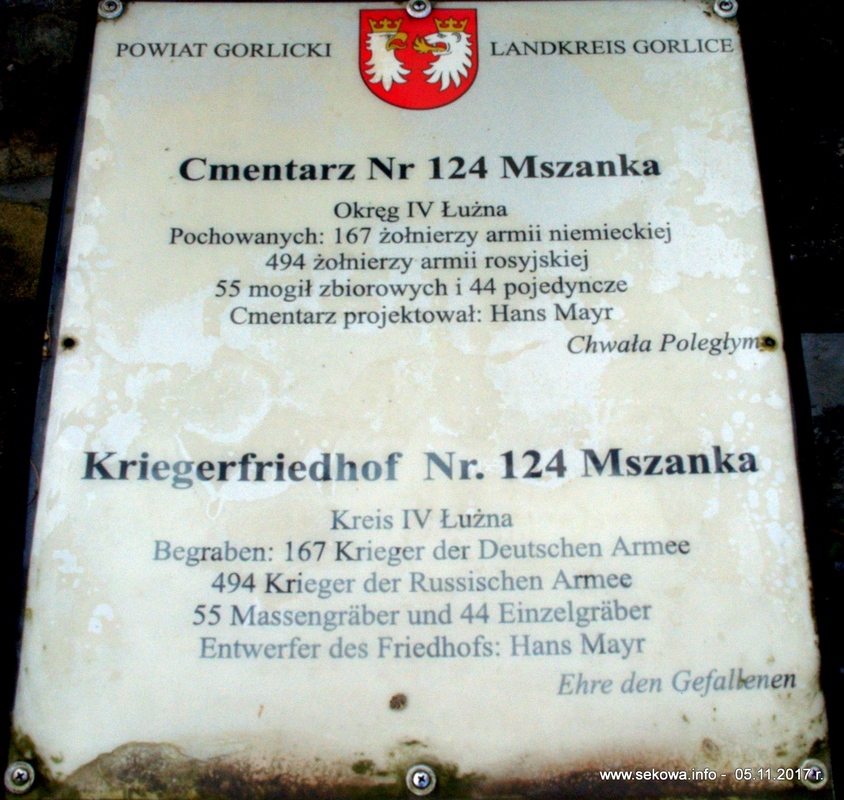 POWIAT GORLICKI
LANDKREIS GORLICE
Cmentarz Nr 124 Mszanka
Okręg IV Łużna
Pochowanych: 167 żołnierzy armii niemieckiej
494 żołnierzy armii rosyjskiej
55 mogił zbiorowych i 44 pojedyncze
Cmentarz projektował: Hans Mayr
Chwała Poległym
Kriegerfriedhof Nr. 124 Mszanka
Kreis IV Łużna
Begraben: 167 Krieger der Deutschen Armee
494 Krieger der Russischen Armee
55 Massengräber und 44 Einzelgräber
Entwerfer des Friedhofs: Hans Mayr
Ehre den Gefallenen
www.sekowa.info - 05.11.2017 r.